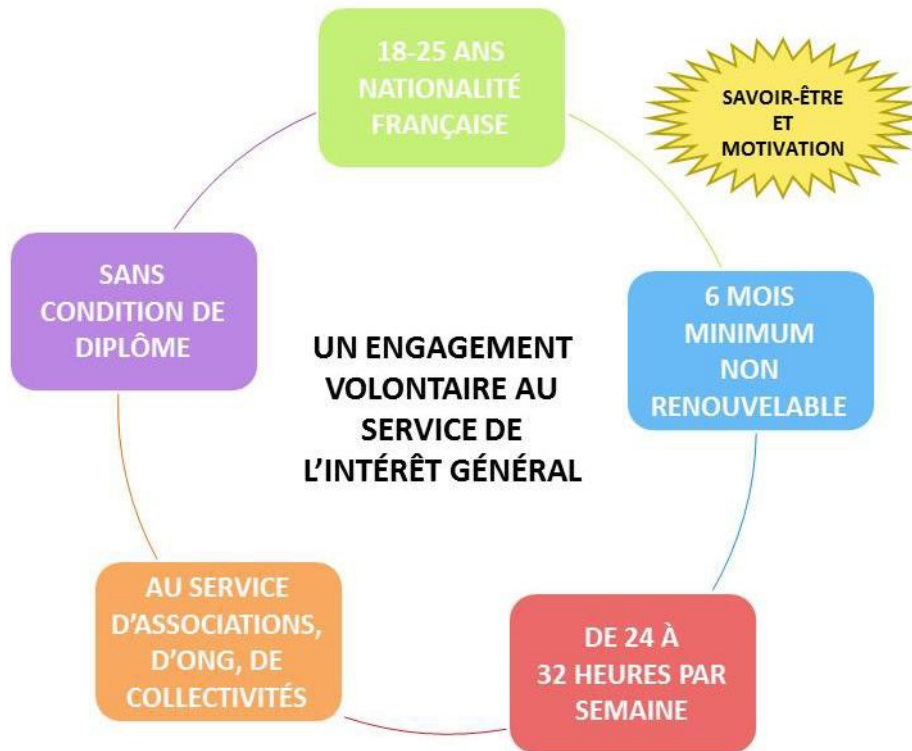 18-25 ANS
NATIONALITÉ
FRANÇAISE
SAVOIR-ÊTRE
ET
MOTIVATION
SANS
CONDITION DE
DIPLÔME
6 MOIS
MINIMUM
NON
RENOUVELABLE
UN ENGAGEMENT
VOLONTAIRE AU
SERVICE DE
L'INTÉRÊT GÉNÉRAL
AU SERVICE
D'ASSOCIATIONS,
D'ONG, DE
COLLECTIVITÉS
DE 24 À
32 HEURES PAR
SEMAINE